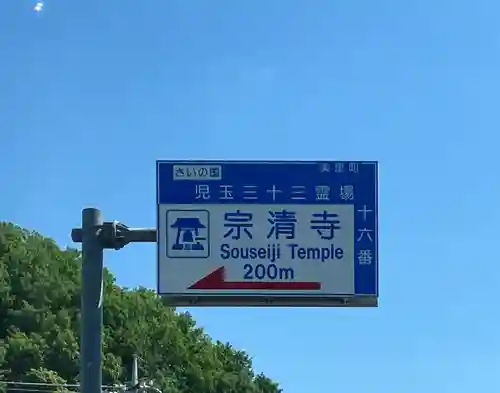 さいの国 美里町
児玉三十三霊場
十六番
宗清寺
Souseiji Temple
200m